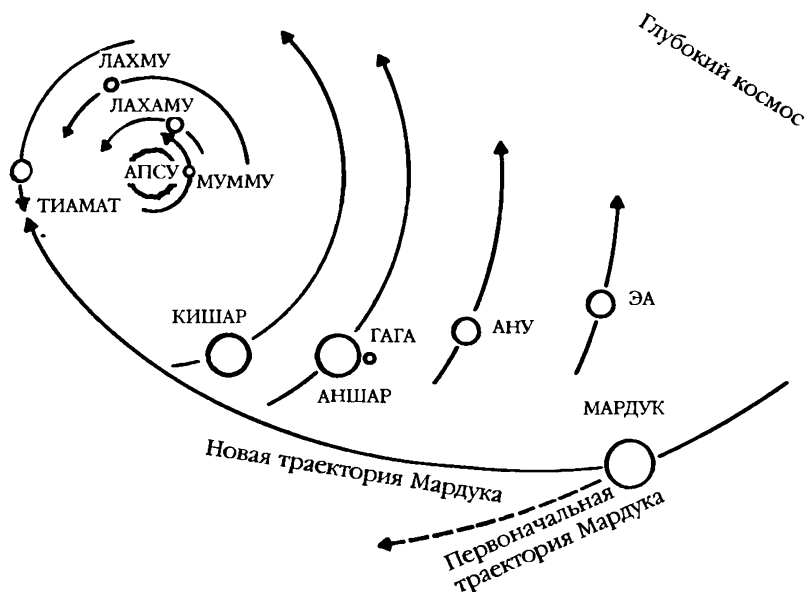 Глубокий космос
ЛАХМУ
ЛАХАМУ
АПСУ
МУММУ
ТИАМАТ
КИШАР
ГАГА
АНШАР
АНУ
ЭА
МАРДУК
Новая траектория Мардука
Первоначальная
траектория Мардука